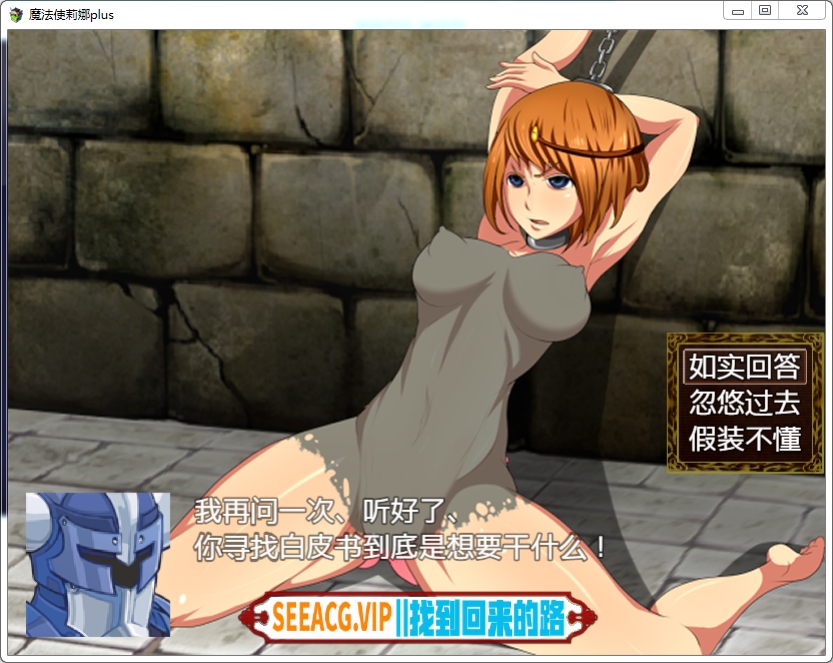 魔法使莉娜plus
如实回答
忽悠过去
假装不懂
我再问一次、听好了、
你寻找白皮书到底是想要干什么！
SEEACG.VIP||找到回来的路